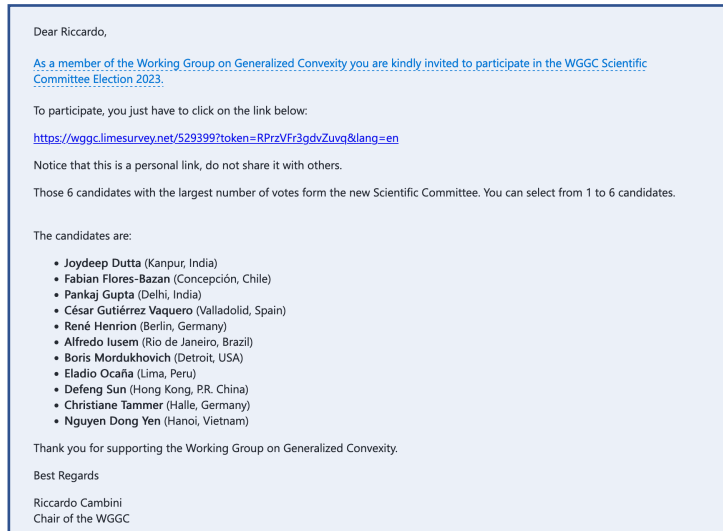 Dear Riccardo,
As a member of the Working Group on Generalized Convexity you are kindly invited to participate in the WGGC Scientific
Committee Election 2023.
To participate, you just have to click on the link below:
https://wggc.limesurvey.net/529399?token=RPrzVFr3gdvZuvq&lang=en
Notice that this is a personal link, do not share it with others.
Those 6 candidates with the largest number of votes form the new Scientific Committee. You can select from 1 to 6 candidates.
The candidates are:
• Joydeep Dutta (Kanpur, India)
• Fabian Flores-Bazan (Concepción, Chile)
• Pankaj Gupta (Delhi, India)
• César Gutiérrez Vaquero (Valladolid, Spain)
• René Henrion (Berlin, Germany)
• Alfredo Iusem (Rio de Janeiro, Brazil)
• Boris Mordukhovich (Detroit, USA)
• Eladio Ocaña (Lima, Peru)
• Defeng Sun (Hong Kong, P.R. China)
• Christiane Tammer (Halle, Germany)
• Nguyen Dong Yen (Hanoi, Vietnam)
Thank you for supporting the Working Group on Generalized Convexity.
Best Regards
Riccardo Cambini
Chair of the WGGC